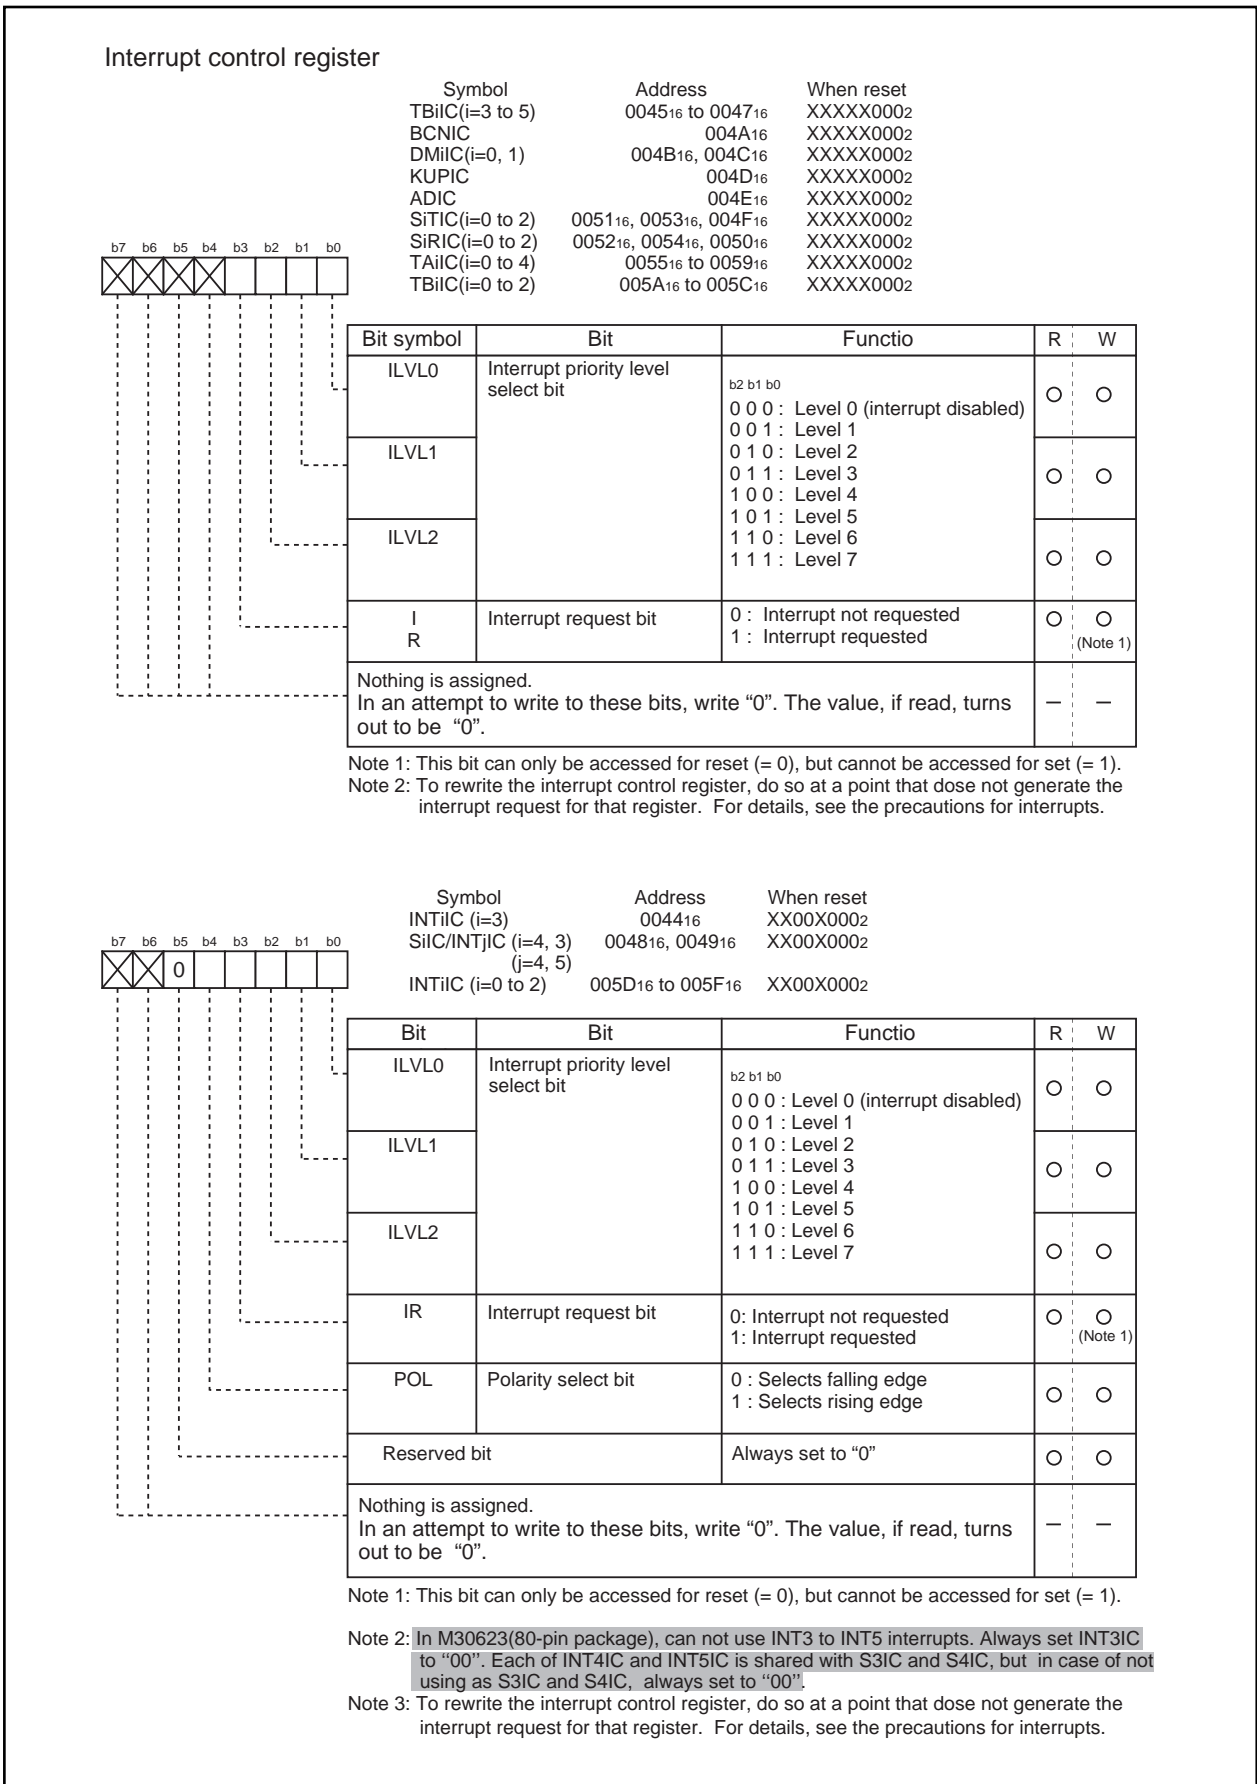 Interrupt control register
Symbol Address When reset
TBiIC(i=3 to 5) 004516 to 004716 XXXXX0002
BCNIC 004A16 XXXXX0002
DMiIC(i=0, 1) 004B16, 004C16 XXXXX0002
KUPIC 004D16 XXXXX0002
ADIC 004E16 XXXXX0002
SiTIC(i=0 to 2) 005116, 005316, 004F16 XXXXX0002
SiRIC(i=0 to 2) 005216, 005416, 005016 XXXXX0002
TAiIC(i=0 to 4) 005516 to 005916 XXXXX0002
TBiIC(i=0 to 2) 005A16 to 005C16 XXXXX0002
b7 b6 b5 b4 b3 b2 b1 b0
Bit symbol Bit Functio R W
ILVL0 Interrupt priority level
select bit
b2 b1 b0
0 0 0 : Level 0 (interrupt disabled)
0 0 1 : Level 1
ILVL1 0 1 0 : Level 2
0 1 1 : Level 3
1 0 0 : Level 4
1 0 1 : Level 5
ILVL2 1 1 0 : Level 6
1 1 1 : Level 7
I Interrupt request bit 0 : Interrupt not requested
R 1 : Interrupt requested (Note 1)
Nothing is assigned.
In an attempt to write to these bits, write “0”. The value, if read, turns
out to be “0”.
Note 1: This bit can only be accessed for reset (= 0), but cannot be accessed for set (= 1).
Note 2: To rewrite the interrupt control register, do so at a point that dose not generate the
interrupt request for that register. For details, see the precautions for interrupts.
Symbol Address When reset
INTiIC (i=3) 004416 XX00X0002
SiIC/INTjIC (i=4, 3) 004816, 004916 XX00X0002
(j=4, 5)
INTiIC (i=0 to 2) 005D16 to 005F16 XX00X0002
b7 b6 b5 b4 b3 b2 b1 b0
0
Bit Bit Functio R W
ILVL0 Interrupt priority level
select bit
b2 b1 b0
0 0 0 : Level 0 (interrupt disabled)
0 0 1 : Level 1
ILVL1 0 1 0 : Level 2
0 1 1 : Level 3
1 0 0 : Level 4
1 0 1 : Level 5
ILVL2 1 1 0 : Level 6
1 1 1 : Level 7
IR Interrupt request bit 0: Interrupt not requested
1: Interrupt requested (Note 1)
POL Polarity select bit 0 : Selects falling edge
1 : Selects rising edge
Reserved bit Always set to “0”
Nothing is assigned.
In an attempt to write to these bits, write “0”. The value, if read, turns
out to be “0”.
Note 1: This bit can only be accessed for reset (= 0), but cannot be accessed for set (= 1).
Note 2: In M30623(80-pin package), can not use INT3 to INT5 interrupts. Always set INT3IC
to ‘‘00’’. Each of INT4IC and INT5IC is shared with S3IC and S4IC, but in case of not
using as S3IC and S4IC, always set to ‘‘00’’.
Note 3: To rewrite the interrupt control register, do so at a point that dose not generate the
interrupt request for that register. For details, see the precautions for interrupts.